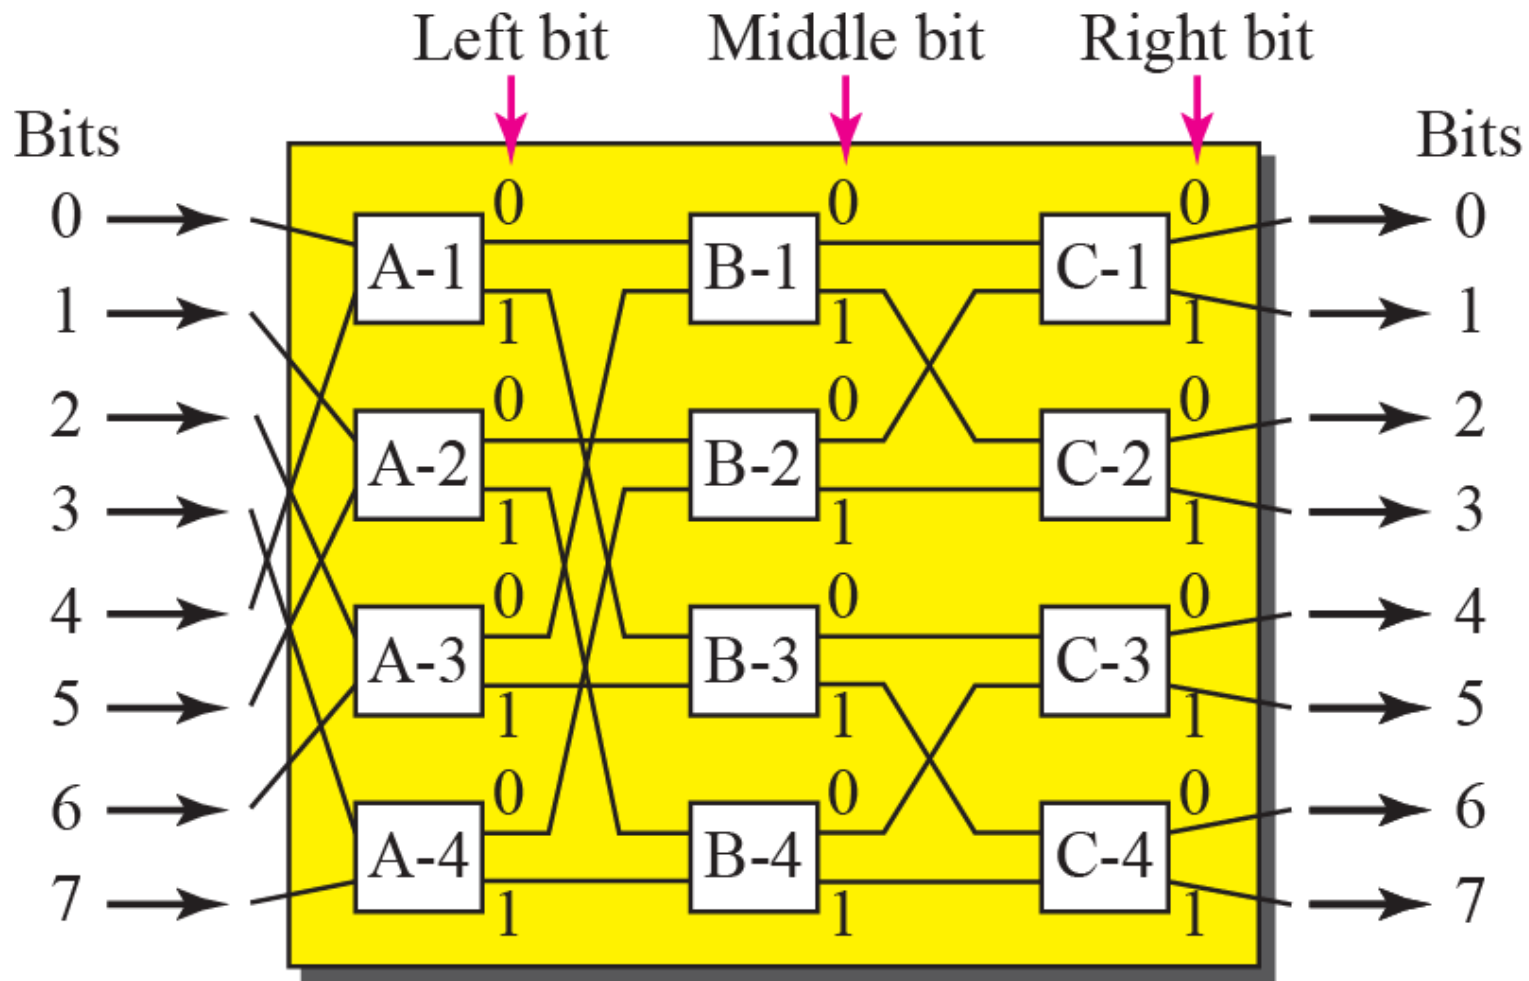 Left bit Middle bit Right bit
Bits Bits
0 0 0 0 0
A-1 B-1 C-1
1 1 1 1 1
2 0 0 0 2
A-2 B-2 C-2
3 1 1 1 3
4 0 0 0 4
A-3 B-3 C-3
5 1 1 1 5
6 0 0 0 6
A-4 B-4 C-4
7 1 1 1 7